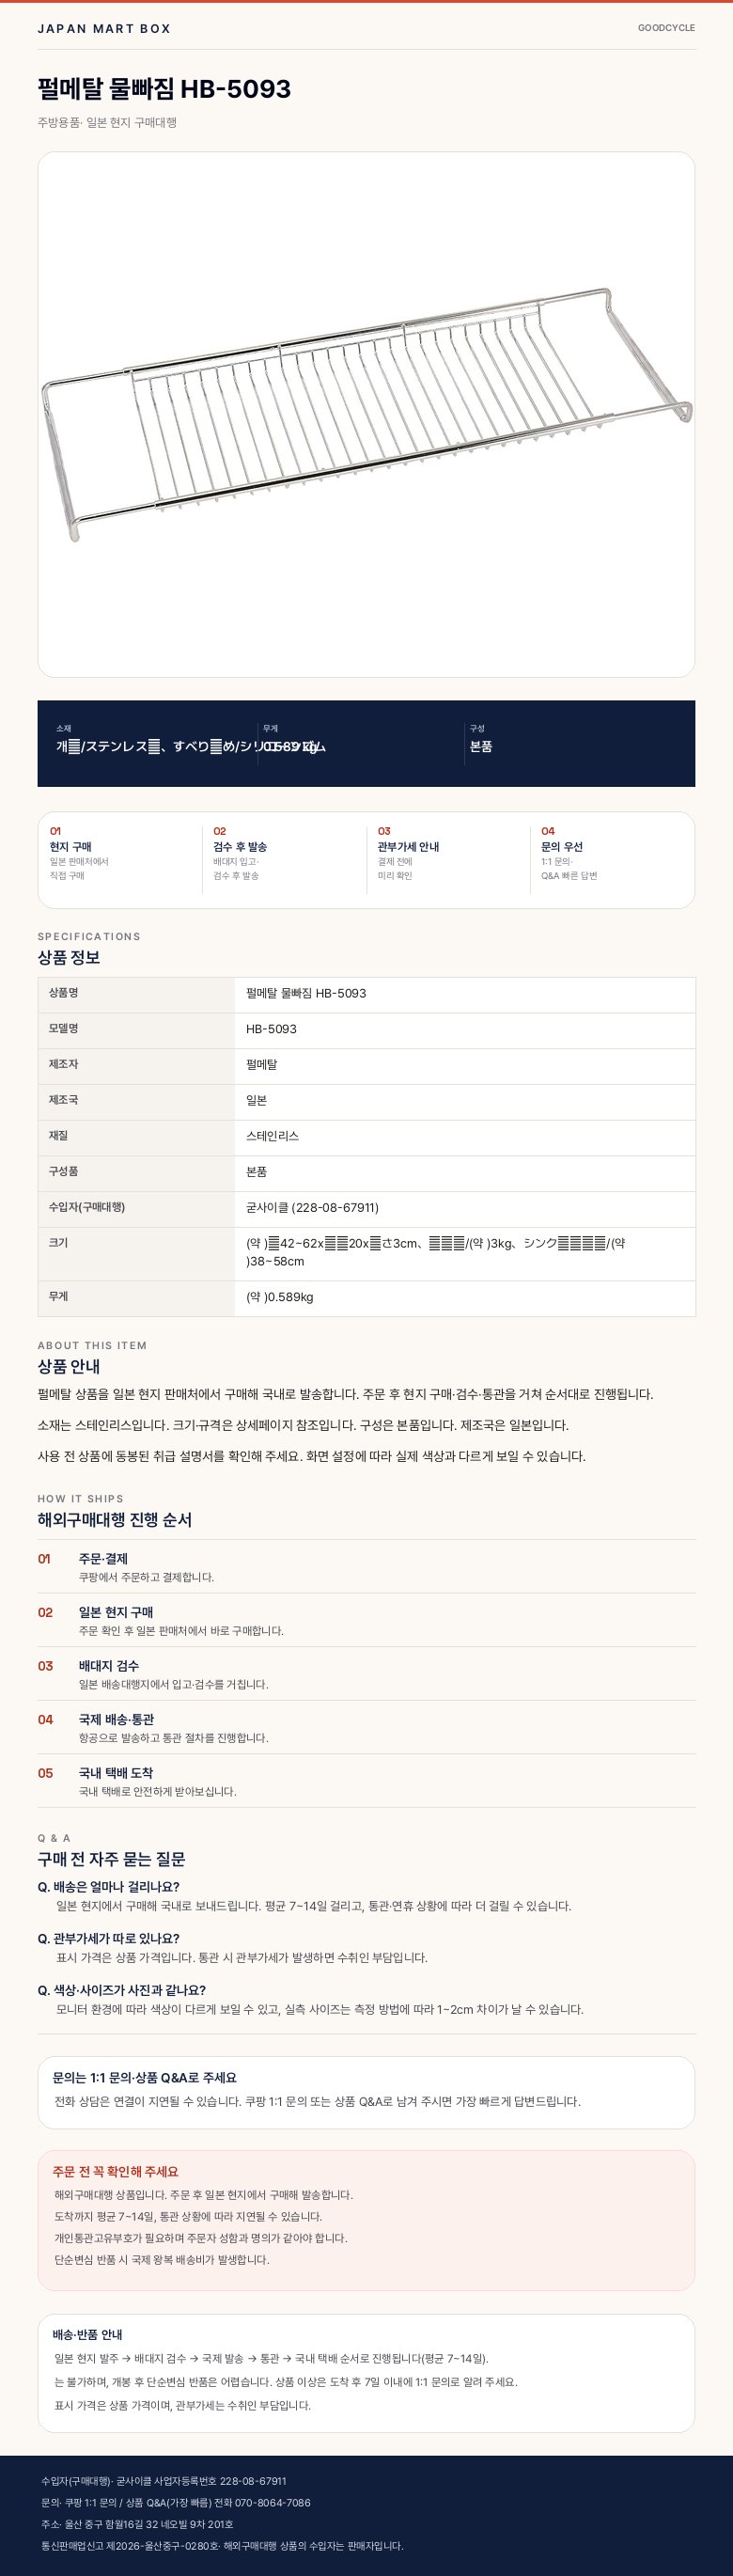 JAPAN MART BOX
GOODCYCLE
펄메탈 물빠짐 HB-5093
주방용품· 일본 현지 구매대행
소재
무게
구성
개▯/ステンレス▯、すべり▯め/シリコーンゴム
0.589 kg
본품
01
현지 구매
일본 판매처에서
직접 구매
02
검수 후 발송
배대지 입고·
검수 후 발송
03
관부가세 안내
결제 전에
미리 확인
04
문의 우선
1:1 문의·
Q&A 빠른 답변
SPECIFICATIONS
상품 정보
상품명 펄메탈 물빠짐 HB-5093
모델명 HB-5093
제조자 펄메탈
제조국 일본
재질 스테인리스
구성품 본품
수입자(구매대행) 굳사이클 (228-08-67911)
크기 (약 )▯42~62x▯▯20x▯さ3cm、▯▯▯/(약 )3kg、シンク▯▯▯▯/(약
)38~58cm
무게 (약 )0.589kg
ABOUT THIS ITEM
상품 안내
펄메탈 상품을 일본 현지 판매처에서 구매해 국내로 발송합니다. 주문 후 현지 구매·검수·통관을 거쳐 순서대로 진행됩니다.
소재는 스테인리스입니다. 크기·규격은 상세페이지 참조입니다. 구성은 본품입니다. 제조국은 일본입니다.
사용 전 상품에 동봉된 취급 설명서를 확인해 주세요. 화면 설정에 따라 실제 색상과 다르게 보일 수 있습니다.
HOW IT SHIPS
해외구매대행 진행 순서
01 주문·결제
쿠팡에서 주문하고 결제합니다.
02 일본 현지 구매
주문 확인 후 일본 판매처에서 바로 구매합니다.
03 배대지 검수
일본 배송대행지에서 입고·검수를 거칩니다.
04 국제 배송·통관
항공으로 발송하고 통관 절차를 진행합니다.
05 국내 택배 도착
국내 택배로 안전하게 받아보십니다.
Q & A
구매 전 자주 묻는 질문
Q. 배송은 얼마나 걸리나요?
일본 현지에서 구매해 국내로 보내드립니다. 평균 7~14일 걸리고, 통관·연휴 상황에 따라 더 걸릴 수 있습니다.
Q. 관부가세가 따로 있나요?
표시 가격은 상품 가격입니다. 통관 시 관부가세가 발생하면 수취인 부담입니다.
Q. 색상·사이즈가 사진과 같나요?
모니터 환경에 따라 색상이 다르게 보일 수 있고, 실측 사이즈는 측정 방법에 따라 1~2cm 차이가 날 수 있습니다.
문의는 1:1 문의·상품 Q&A로 주세요
전화 상담은 연결이 지연될 수 있습니다. 쿠팡 1:1 문의 또는 상품 Q&A로 남겨 주시면 가장 빠르게 답변드립니다.
주문 전 꼭 확인해 주세요
해외구매대행 상품입니다. 주문 후 일본 현지에서 구매해 발송합니다.
도착까지 평균 7~14일, 통관 상황에 따라 지연될 수 있습니다.
개인통관고유부호가 필요하며 주문자 성함과 명의가 같아야 합니다.
단순변심 반품 시 국제 왕복 배송비가 발생합니다.
배송·반품 안내
일본 현지 발주 → 배대지 검수 → 국제 발송 → 통관 → 국내 택배 순서로 진행됩니다(평균 7~14일).
는 불가하며, 개봉 후 단순변심 반품은 어렵습니다. 상품 이상은 도착 후 7일 이내에 1:1 문의로 알려 주세요.
표시 가격은 상품 가격이며, 관부가세는 수취인 부담입니다.
수입자(구매대행)· 굳사이클 사업자등록번호 228-08-67911
문의· 쿠팡 1:1 문의 / 상품 Q&A(가장 빠름) 전화 070-8064-7086
주소· 울산 중구 함월16길 32 네오빌 9차 201호
통신판매업신고 제2026-울산중구-0280호· 해외구매대행 상품의 수입자는 판매자입니다.